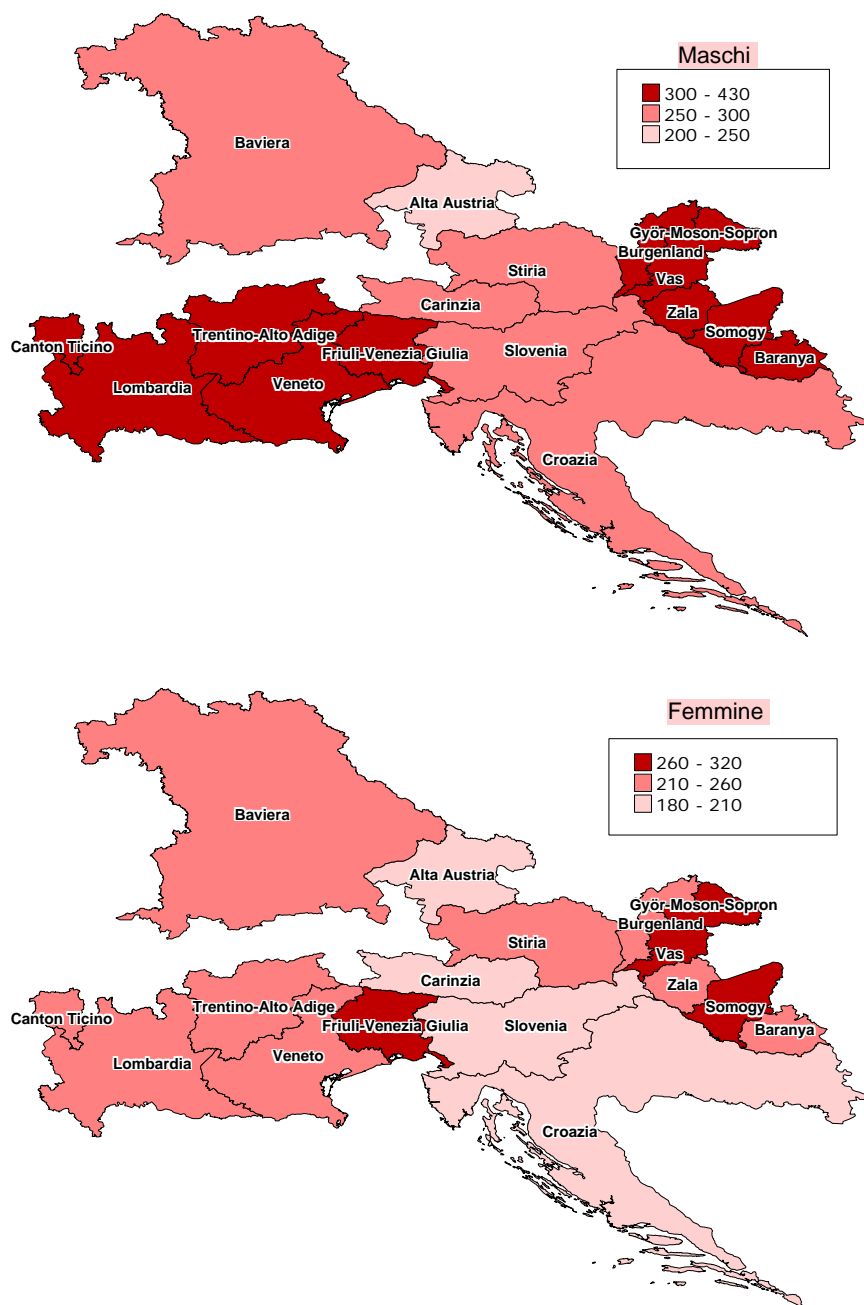 Maschi
300 - 430
250 - 300
200 - 250
Baviera
Alta Austria
Györ-Moson-Sopron
Burgenland
Stiria
Vas
Carinzia
Zala
Trentino-Alto Adige
Somogy
Canton Ticino
Friuli-Venezia Giulia
Slovenia
Baranya
Lombardia
Veneto
Croazia
Femmine
260 - 320
210 - 260
180 - 210
Baviera
Alta Austria
Györ-Moson-Sopron
Burgenland
Stiria
Vas
Carinzia
Zala
Trentino-Alto Adige
Somogy
Canton Ticino
Friuli-Venezia Giulia
Slovenia
Baranya
Lombardia
Veneto
Croazia